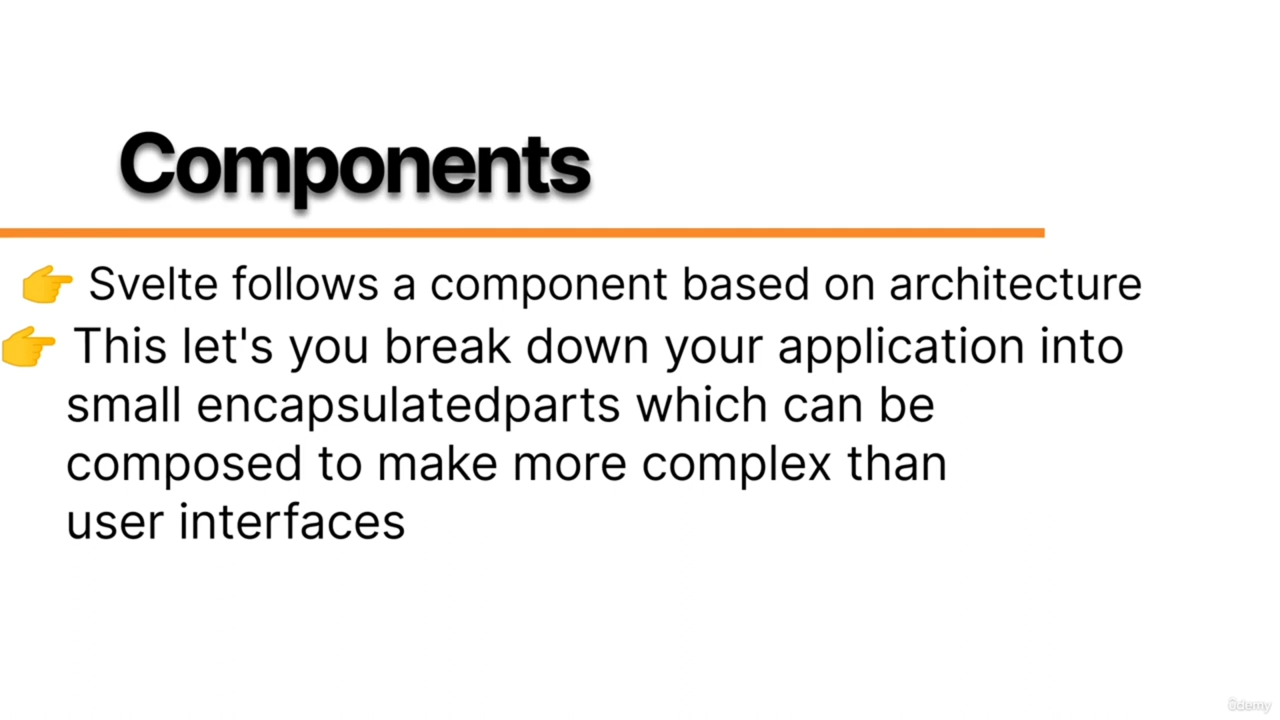 Components
👉 Svelte follows a component based on architecture
👉 This let's you break down your application into
small encapsulatedparts which can be
composed to make more complex than
user interfaces
ûdemy